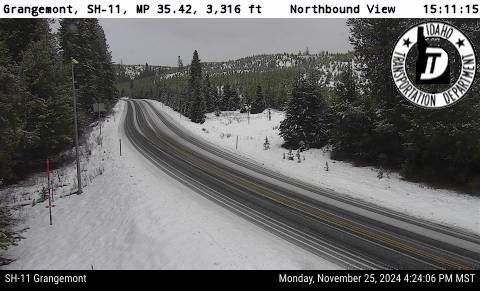 Grangemont, SH-11, MP 35.42, 3,316 ft Northbound View 15:11:15
IDAHO
TRANSPORTATION DEPARTMENT
SH-11 Grangemont Monday, November 25, 2024 4:24:06 PM MST